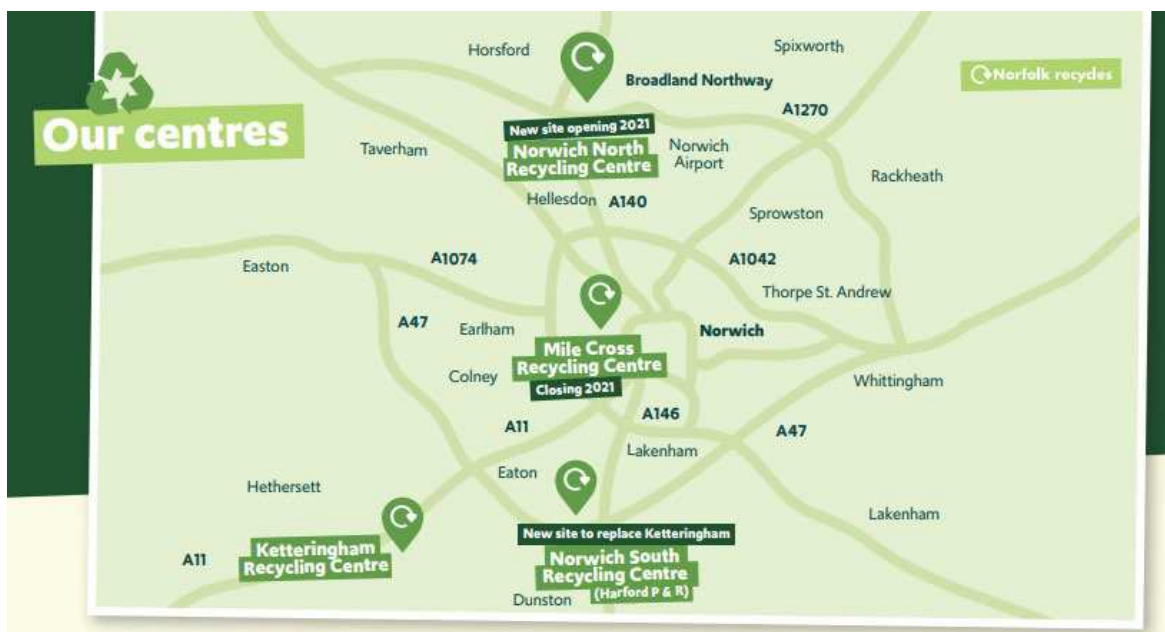 Horsford
Spixworth
Broadland Northway
Norfolk recycles
Our centres
A1270
New site opening 2021
Norwich North
Recycling Centre
Taverham
Norwich
Airport
Rackheath
Hellesdon
A140
Sprowston
Easton
A1074
A1042
Thorpe St. Andrew
A47
Earlham
Norwich
Mile Cross
Recycling Centre
Closing 2021
Colney
Whittingham
A146
A11
A47
Lakenham
Eaton
Hethersett
Lakenham
New site to replace Ketteringham
Norwich South
Recycling Centre
(Harford P & R)
Ketteringham
Recycling Centre
A11
Dunston